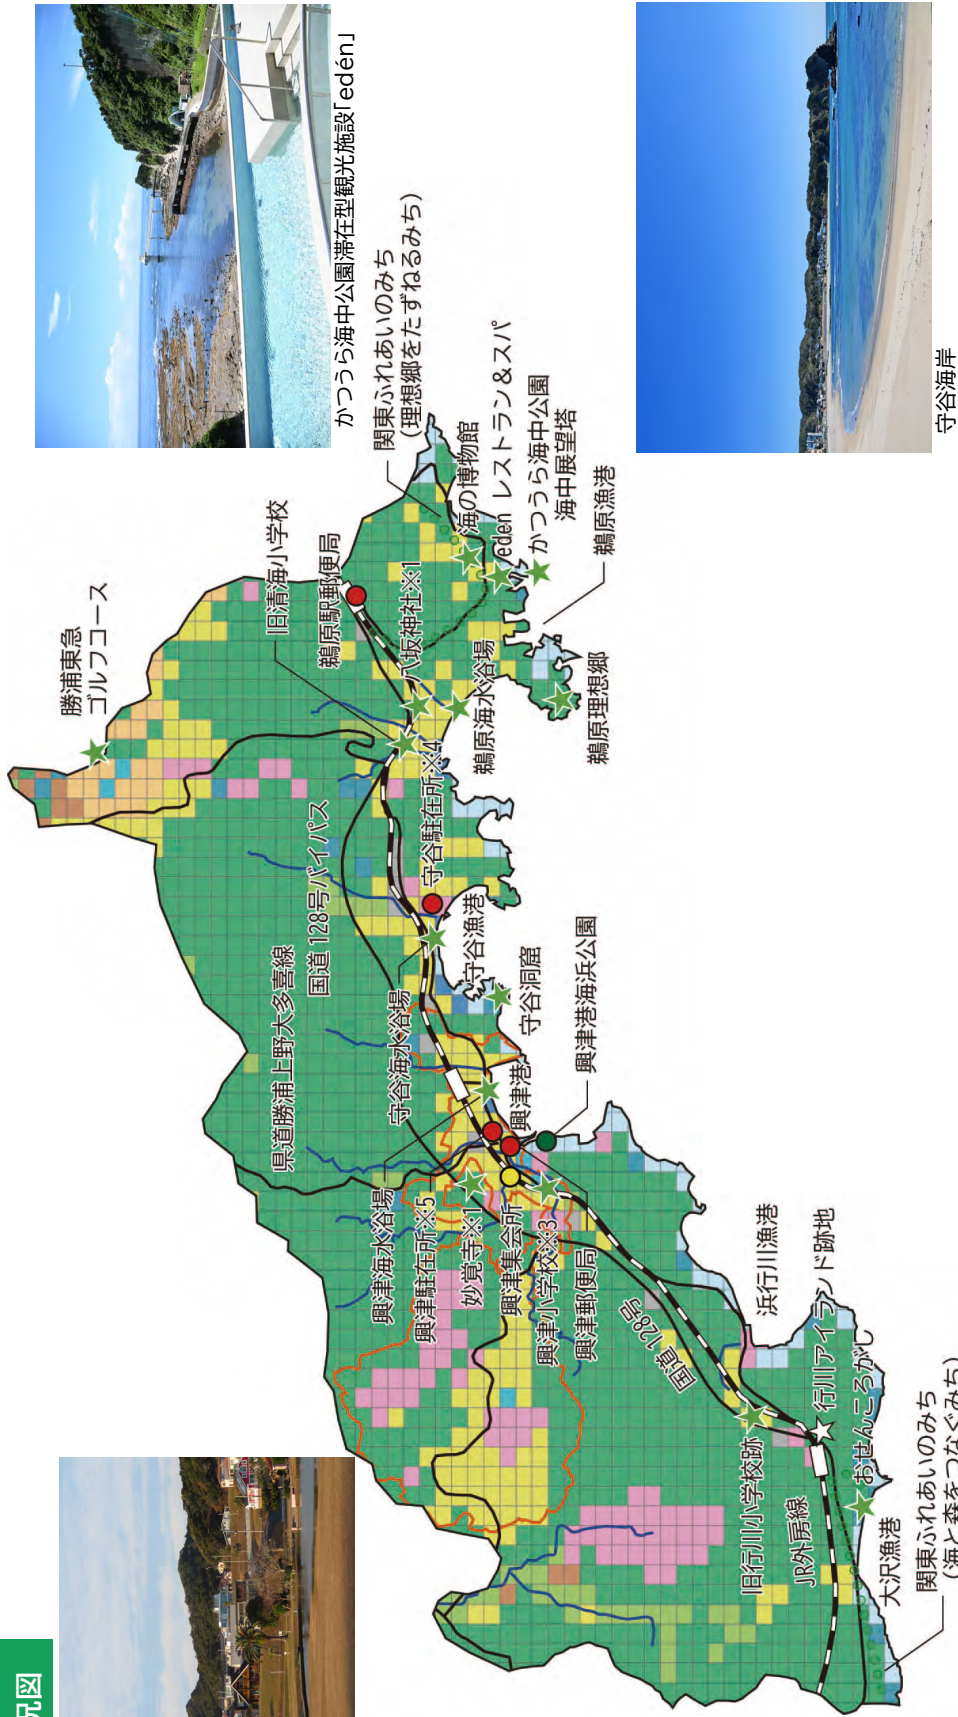 況図
かつうら海中公園滞在型観光施設「edén」
守谷海岸
勝浦東急
ゴルフコース
旧清海小学校
鵜原駅郵便局
八坂神社※1
関東ふれあいのみち
（理想郷をたずねるみち）
海の博物館
eden レストラン＆スパ
かつうら海中公園
海中展望塔
鵜原漁港
鵜原海水浴場
鵜原理想郷
県道勝浦上野大多喜線
国道 128号バイパス
守谷駐在所※4
守谷海水浴場
守谷漁港
守谷洞窟
興津港
興津港海浜公園
興津海水浴場
興津駐在所※5
妙覚寺※1
興津集会所
興津小学校※3
興津郵便局
国道 128号
浜行川漁港
行川アイランド跡地
おせんころがし
旧行川小学校跡
JR外房線
大沢漁港
関東ふれあいのみち
（海と森をつなぐみち）